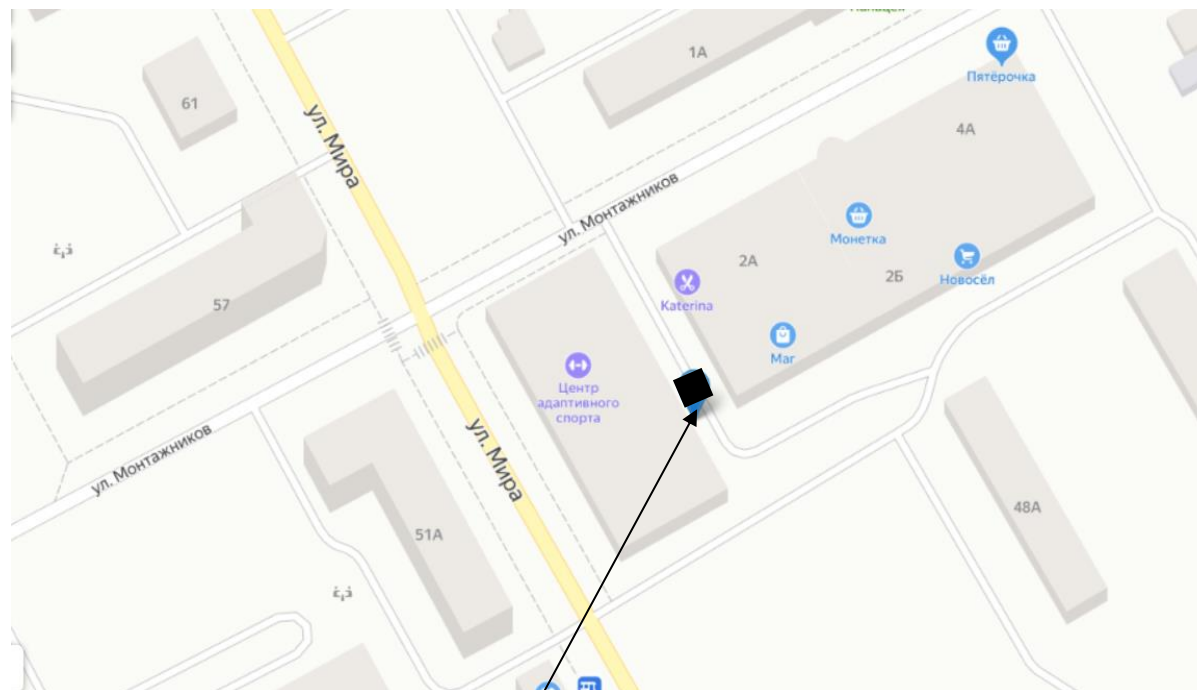 1А
Пятёрочка
61
4А
ул. Мира
ул. Монтажников
Монетка
2А
2Б
Новосёл
Katerina
57
Маг
Центр
адаптивного
спорта
ул. Мира
ул. Монтажников
48А
51А